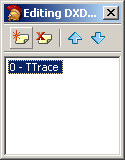 Editing DXD...
0 - TTrace